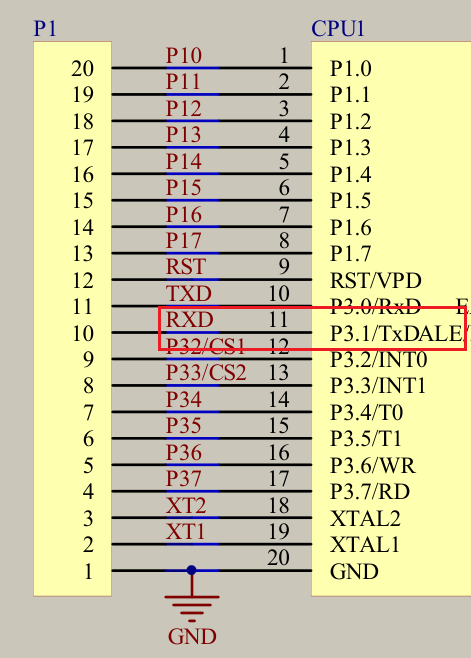 P1 CPU1
20 P10 1 P1.0
19 P11 2 P1.1
18 P12 3 P1.2
17 P13 4 P1.3
16 P14 5 P1.4
15 P15 6 P1.5
14 P16 7 P1.6
13 P17 8 P1.7
12 RST 9 RST/VPD
11 TXD 10 P3.0/RxD
10 RXD 11 P3.1/TxDALE/
9 P32/CS1 12 P3.2/INT0
8 P33/CS2 13 P3.3/INT1
7 P34 14 P3.4/T0
6 P35 15 P3.5/T1
5 P36 16 P3.6/WR
4 P37 17 P3.7/RD
3 XT2 18 XTAL2
2 XT1 19 XTAL1
1 20 GND
GND